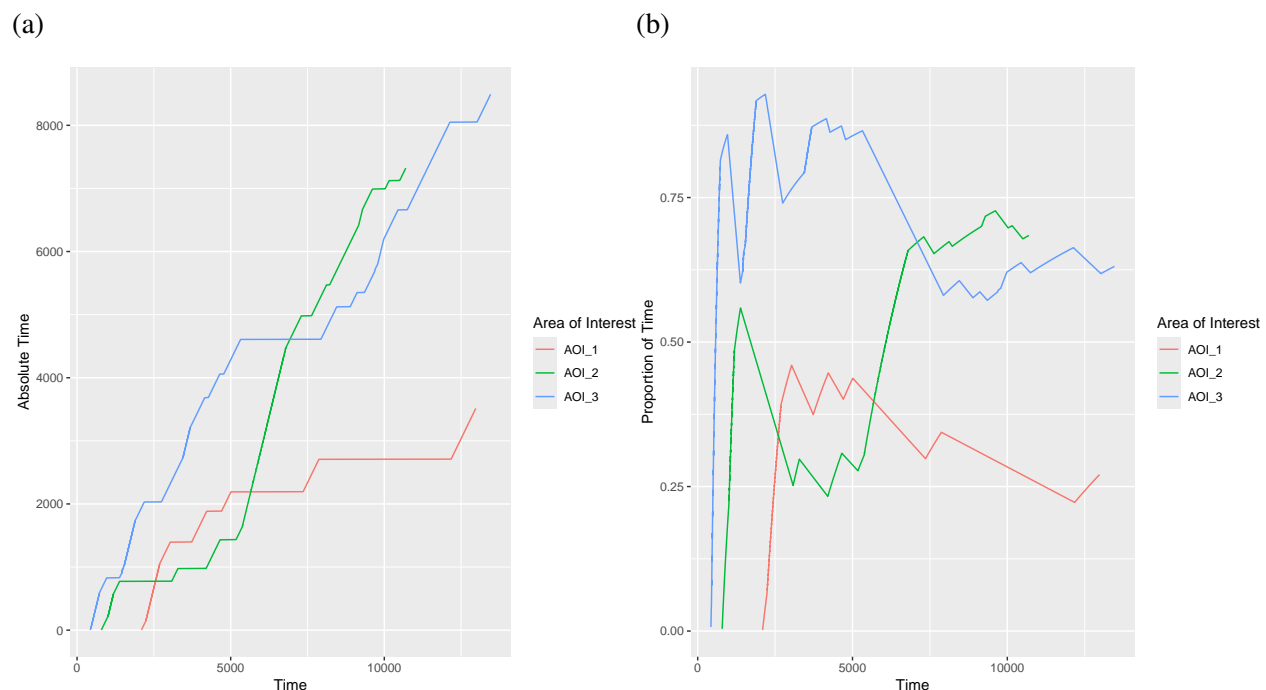 (a)
(b)
8000
6000
4000
2000
0
0
5000
10000
Time
Absolute Time
Area of Interest
AOI_1
AOI_2
AOI_3
0.75
0.50
0.25
0.00
0
5000
10000
Time
Proportion of Time
Area of Interest
AOI_1
AOI_2
AOI_3